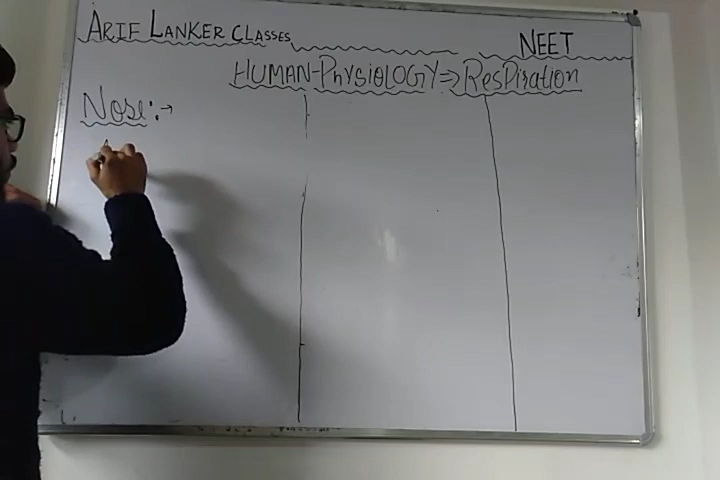 ARIF LANKER CLASSES
NEET
HUMAN-PhysiOLOGY⇒ResPiration
Nose:→